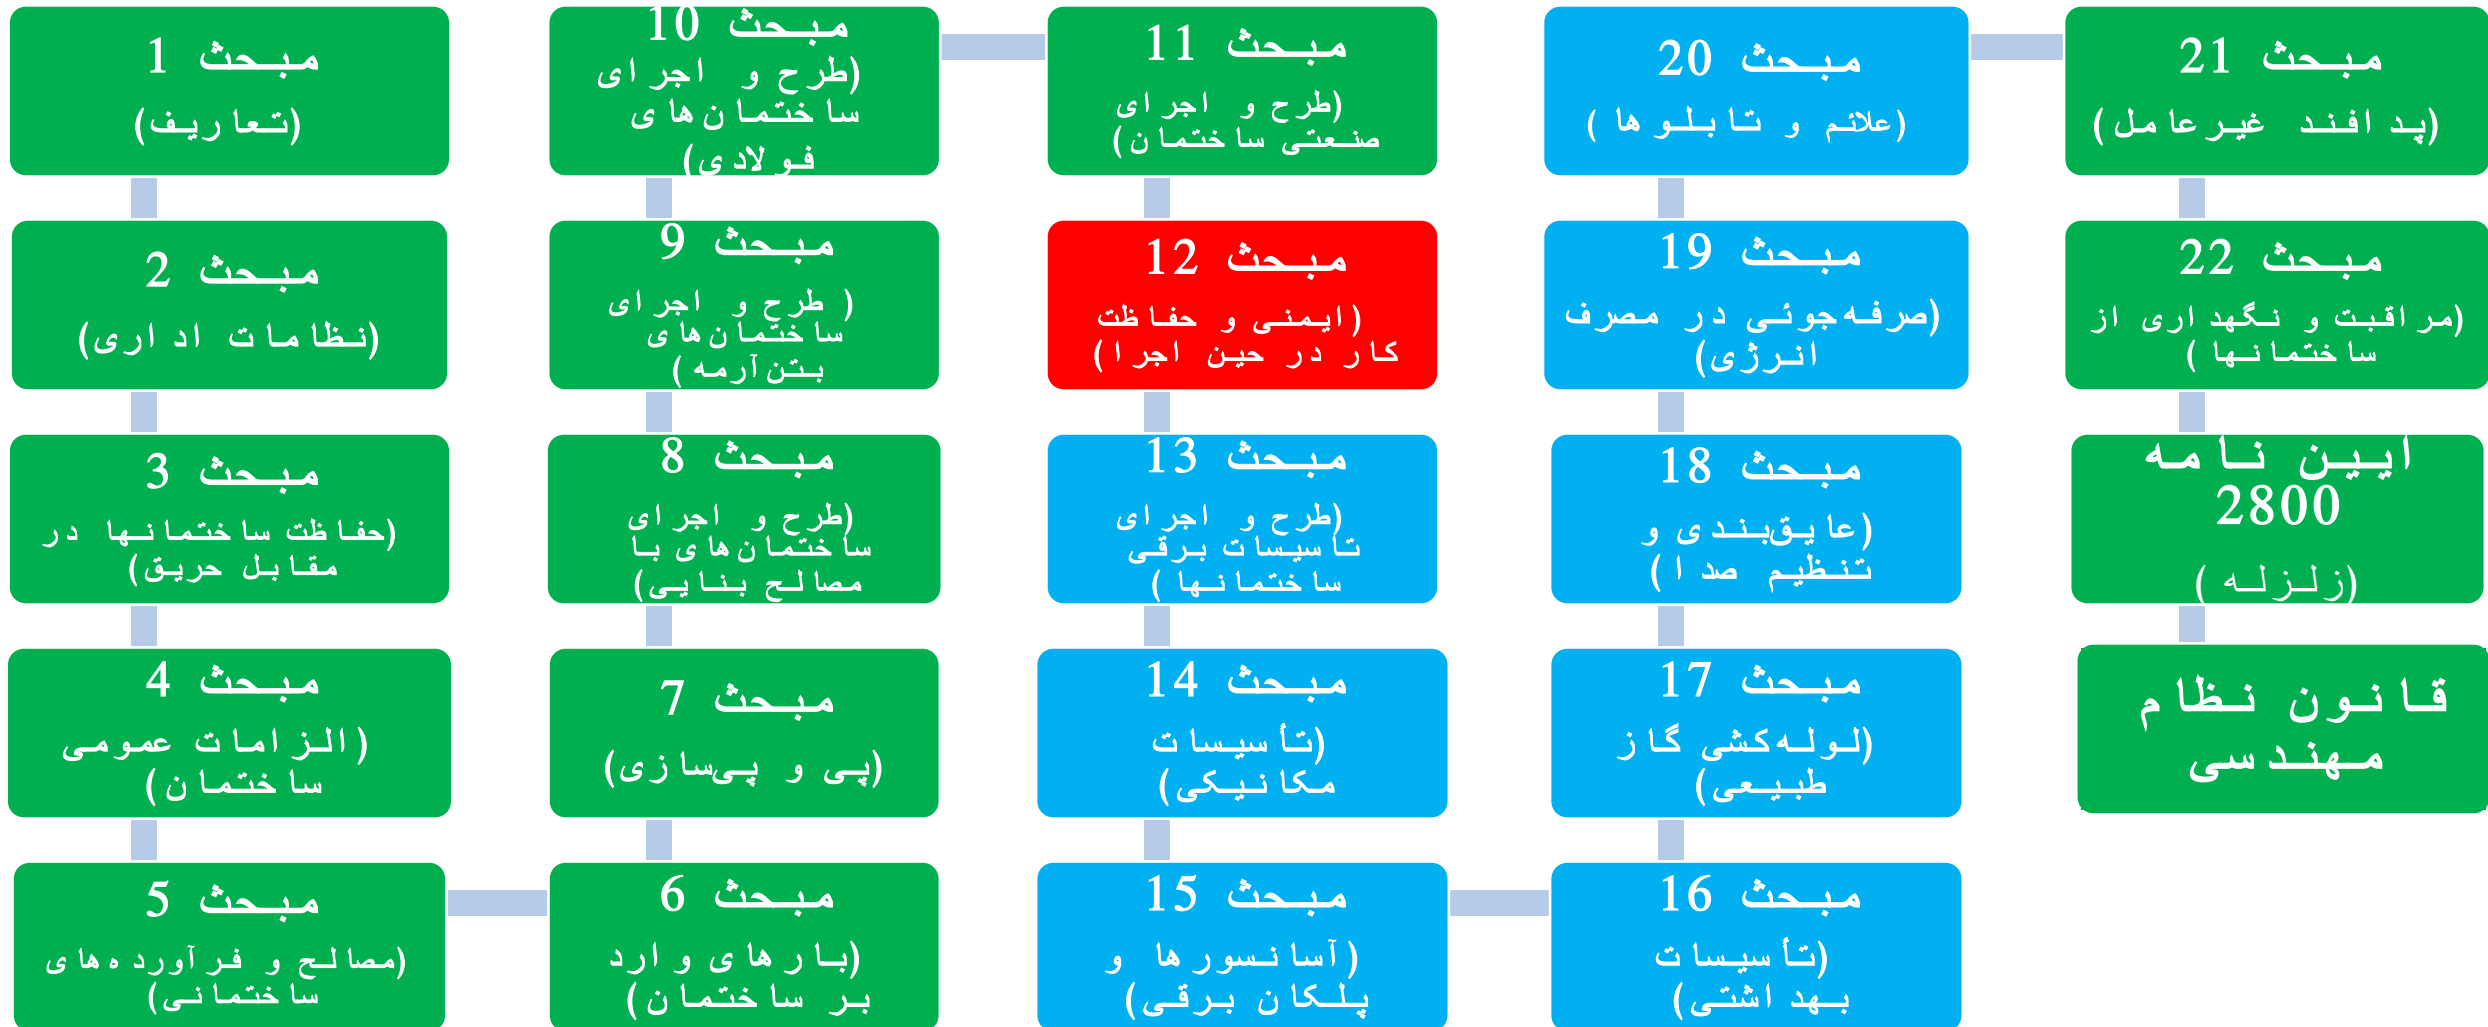 مبحث 1
(تعاریف)
مبحث 2
(نظامات اداری)
مبحث 3
(حفاظت ساختمانها در
مقابل حریق)
مبحث 4
(الزامات عمومی
ساختمان)
مبحث 5
(مصالح و فرآورده‌های
ساختمانی)
مبحث 6
(بارهای وارد
بر ساختمان)
مبحث 7
(پی و پی‌سازی)
مبحث 8
(طرح و اجرای
ساختمان‌های با
مصالح بنایی)
مبحث 9
( طرح و اجرای
ساختمان‌های
بتن‌آرمه)
مبحث 10
(طرح و اجرای
ساختمان‌های
فولادی)
مبحث 11
(طرح و اجرای
صنعتی ساختمان)
مبحث 12
(ایمنی و حفاظت
کار در حین اجرا)
مبحث 13
(طرح و اجرای
تاسیسات برقی
ساختمانها)
مبحث 14
(تأسیسات
مکانیکی)
مبحث 15
(آسانسورها و
پلکان برقی)
مبحث 16
(تأسیسات
بهداشتی)
مبحث 17
(لوله‌کشی گاز
طبیعی)
مبحث 18
(عایق‌بندی و
تنظیم صدا)
مبحث 19
(صرفه‌جوئی در مصرف
انرژی)
مبحث 20
(علائم و تابلوها)
مبحث 21
(پدافند غیرعامل)
مبحث 22
(مراقبت و نگهداری از
ساختمانها)
ایین نامه
2800
(زلزله)
قانون نظام
مهندسی